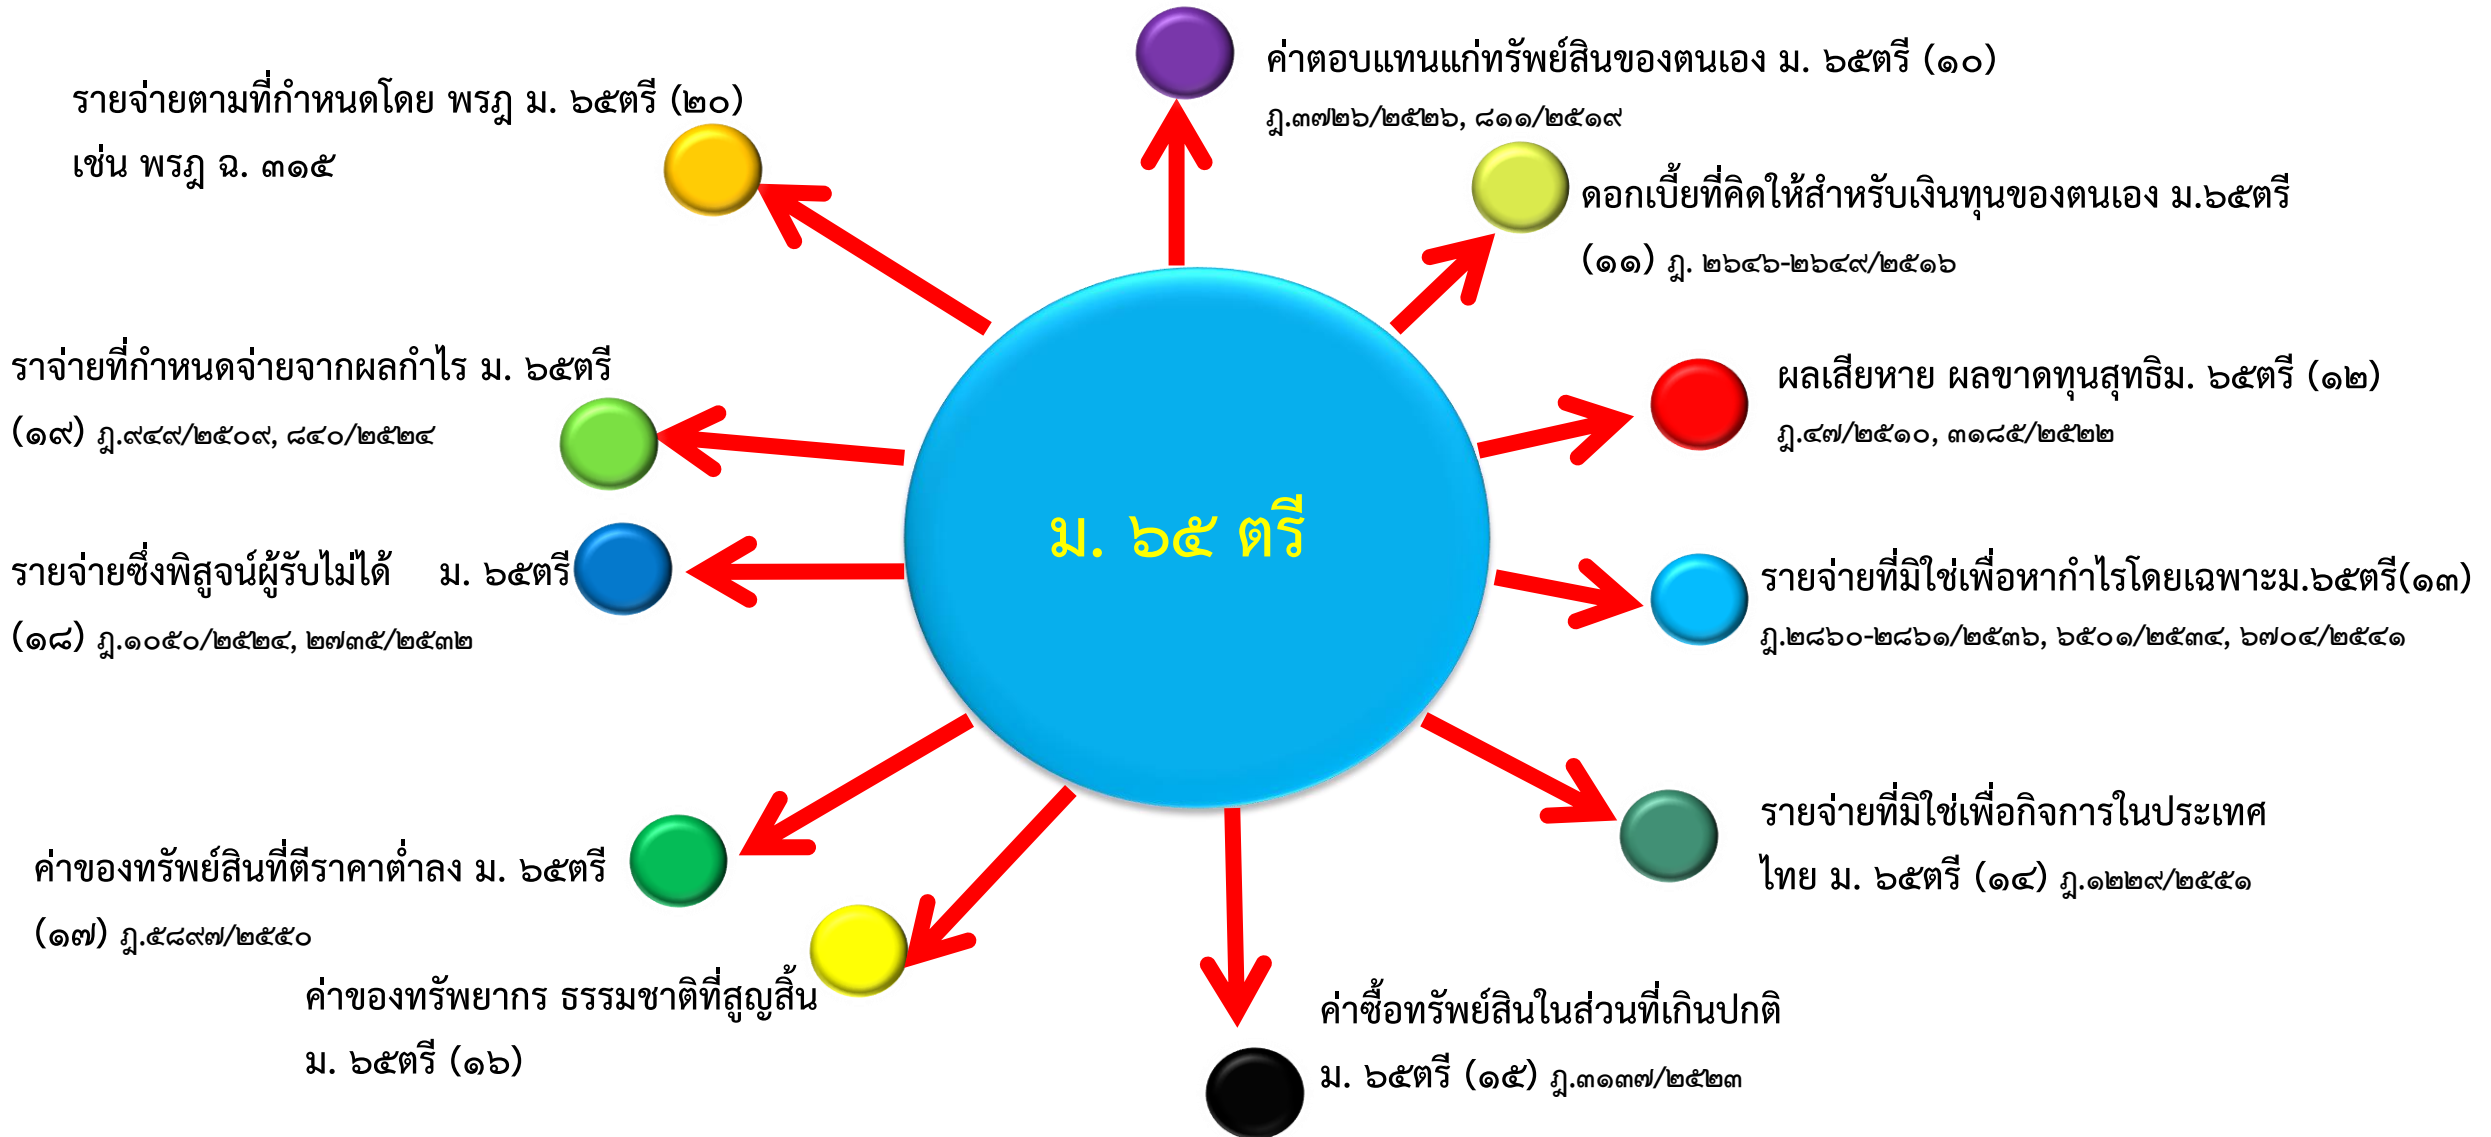 ค่าตอบแทนแก่ทรัพย์สินของตนเอง ม. ๖๕ตรี (๑๐)
ฎ.๓๗๒๖/๒๕๒๖, ๘๑๑/๒๕๑๙
ดอกเบี้ยที่คิดให้สำหรับเงินทุนของตนเอง ม.๖๕ตรี
(๑๑) ฎ. ๒๖๔๖-๒๖๔๙/๒๕๑๖
ผลเสียหาย ผลขาดทุนสุทธิม. ๖๕ตรี (๑๒)
ฎ.๔๗/๒๕๑๐, ๓๑๘๕/๒๕๒๒
รายจ่ายที่มิใช่เพื่อหากำไรโดยเฉพาะม.๖๕ตรี(๑๓)
ฎ.๒๘๖๐-๒๘๖๑/๒๕๓๖, ๖๕๐๑/๒๕๓๔, ๖๗๐๔/๒๕๔๑
รายจ่ายที่มิใช่เพื่อกิจการในประเทศ
ไทย ม. ๖๕ตรี (๑๔) ฎ.๑๒๒๙/๒๕๕๑
ค่าซื้อทรัพย์สินในส่วนที่เกินปกติ
ม. ๖๕ตรี (๑๕) ฎ.๓๑๓๗/๒๕๒๓
ค่าของทรัพยากร ธรรมชาติที่สูญสิ้น
ม. ๖๕ตรี (๑๖)
ค่าของทรัพย์สินที่ตีราคาต่ำลง ม. ๖๕ตรี
(๑๗) ฎ.๕๘๙๗/๒๕๕๐
รายจ่ายซึ่งพิสูจน์ผู้รับไม่ได้ ม. ๖๕ตรี
(๑๘) ฎ.๑๐๕๐/๒๕๒๔, ๒๗๓๕/๒๕๓๒
ราจ่ายที่กำหนดจ่ายจากผลกำไร ม. ๖๕ตรี
(๑๙) ฎ.๙๔๙/๒๕๐๙, ๘๔๐/๒๕๒๔
รายจ่ายตามที่กำหนดโดย พรฎ ม. ๖๕ตรี (๒๐)
เช่น พรฎ ฉ. ๓๑๕
ม. ๖๕ ตรี